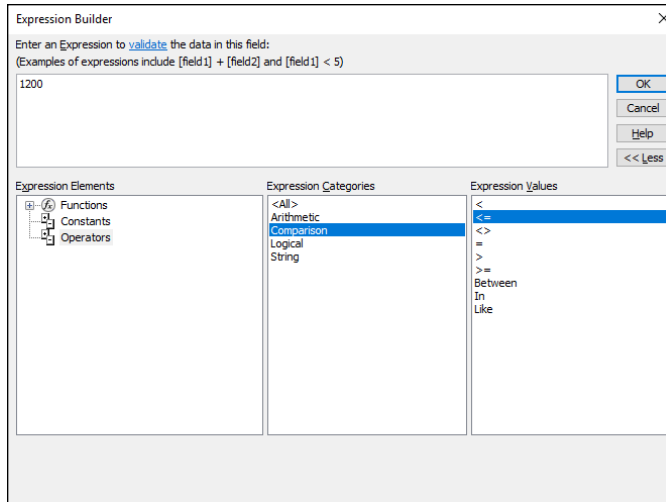 Expression Builder
Enter an Expression to validate the data in this field:
(Examples of expressions include [field1] + [field2] and [field1] < 5)
1200
OK
Cancel
Help
<< Less
Expression Elements
Functions
Constants
Operators
Expression Categories
<All>
Arithmetic
Comparison
Logical
String
Expression Values
<
<=
<>
=
>
>=
Between
In
Like